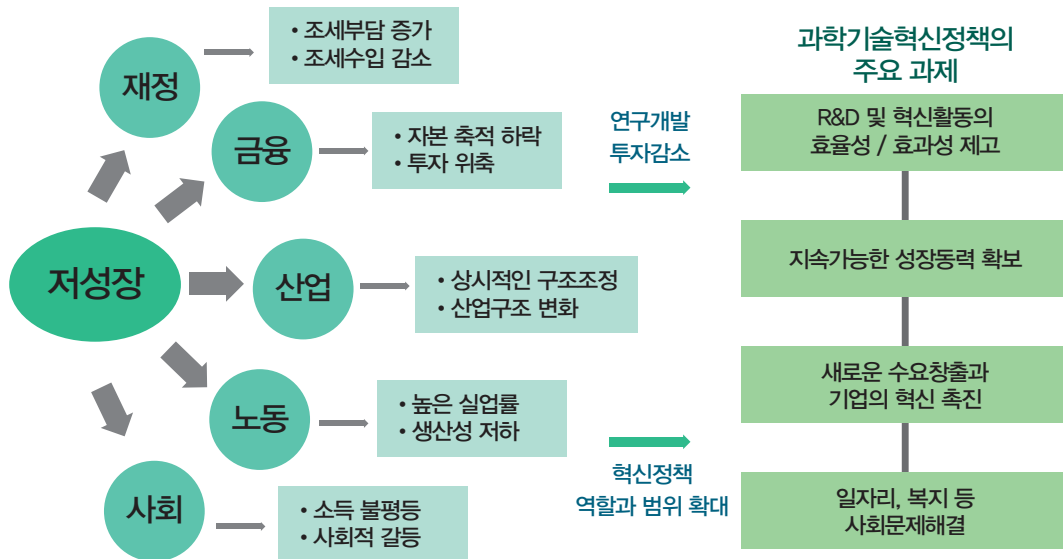 재정
• 조세부담 증가
• 조세수입 감소
금융
• 자본 축적 하락
• 투자 위축
저성장
산업
• 상시적인 구조조정
• 산업구조 변화
노동
• 높은 실업률
• 생산성 저하
사회
• 소득 불평등
• 사회적 갈등
연구개발
투자감소
혁신정책
역할과 범위 확대
과학기술혁신정책의
주요 과제
R&D 및 혁신활동의
효율성 / 효과성 제고
지속가능한 성장동력 확보
새로운 수요창출과
기업의 혁신 촉진
일자리, 복지 등
사회문제해결